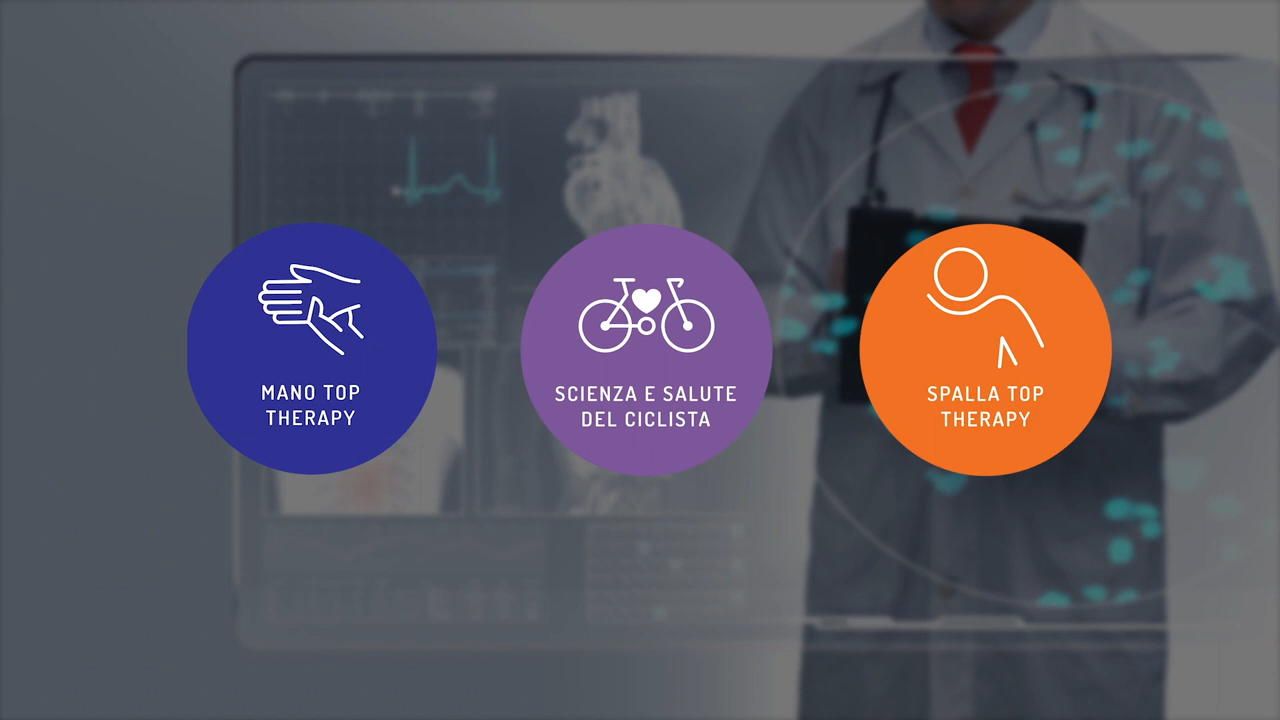 MANO TOP
THERAPY
SCIENZA E SALUTE
DEL CICLISTA
SPALLA TOP
THERAPY